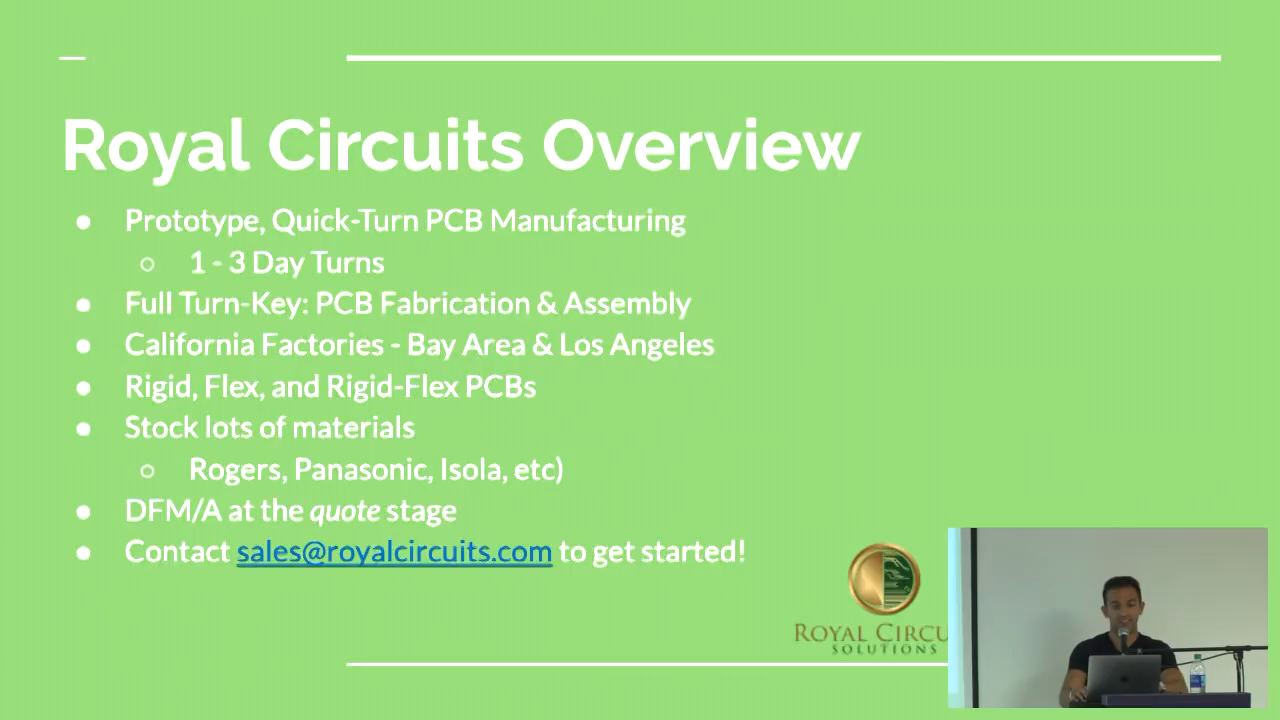 Royal Circuits Overview
● Prototype, Quick-Turn PCB Manufacturing
○ 1 - 3 Day Turns
● Full Turn-Key: PCB Fabrication & Assembly
● California Factories - Bay Area & Los Angeles
● Rigid, Flex, and Rigid-Flex PCBs
● Stock lots of materials
○ Rogers, Panasonic, Isola, etc)
● DFM/A at the quote stage
● Contact sales@royalcircuits.com to get started!
ROYAL CIRCU
SOLUTIONS